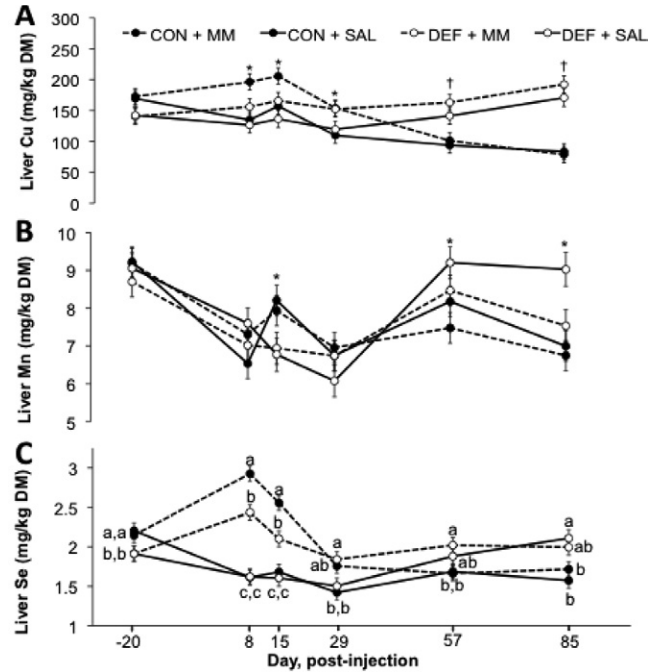 A
300
CON + MM
CON + SAL
DEF + MM
DEF + SAL
250
200
150
100
50
0
Liver Cu (mg/kg DM)
* * * † †
B
10
9
8
7
6
5
Liver Mn (mg/kg DM)
* * *
C
3
2.5
2
1.5
1
Liver Se (mg/kg DM)
a,a
b,b
a
b
c,c
a
b
c,c
a
ab
b,b
a
ab
b,b
a
ab
b
b
-20 8 15 29 57 85
Day, post-injection